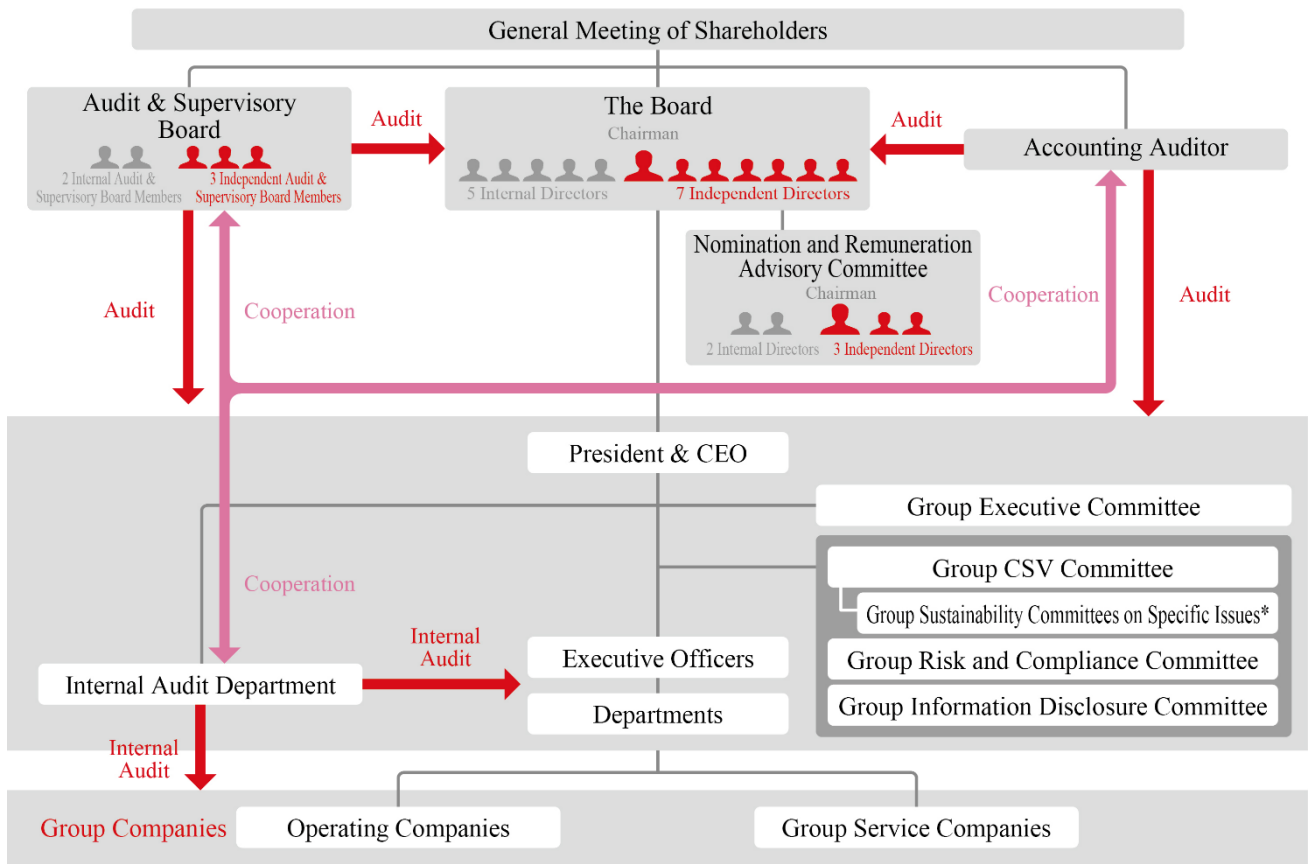 General Meeting of Shareholders
Audit & Supervisory
Board
2 Internal Audit &
Supervisory Board Members
3 Independent Audit &
Supervisory Board Members
Audit
The Board
Chairman
5 Internal Directors
7 Independent Directors
Audit
Accounting Auditor
Nomination and Remuneration
Advisory Committee
Chairman
2 Internal Directors
3 Independent Directors
Audit
Cooperation
Cooperation
Audit
President & CEO
Group Executive Committee
Group CSV Committee
Group Sustainability Committees on Specific Issues*
Group Risk and Compliance Committee
Group Information Disclosure Committee
Cooperation
Internal
Audit
Executive Officers
Internal Audit Department
Departments
Internal
Audit
Group Companies
Operating Companies
Group Service Companies